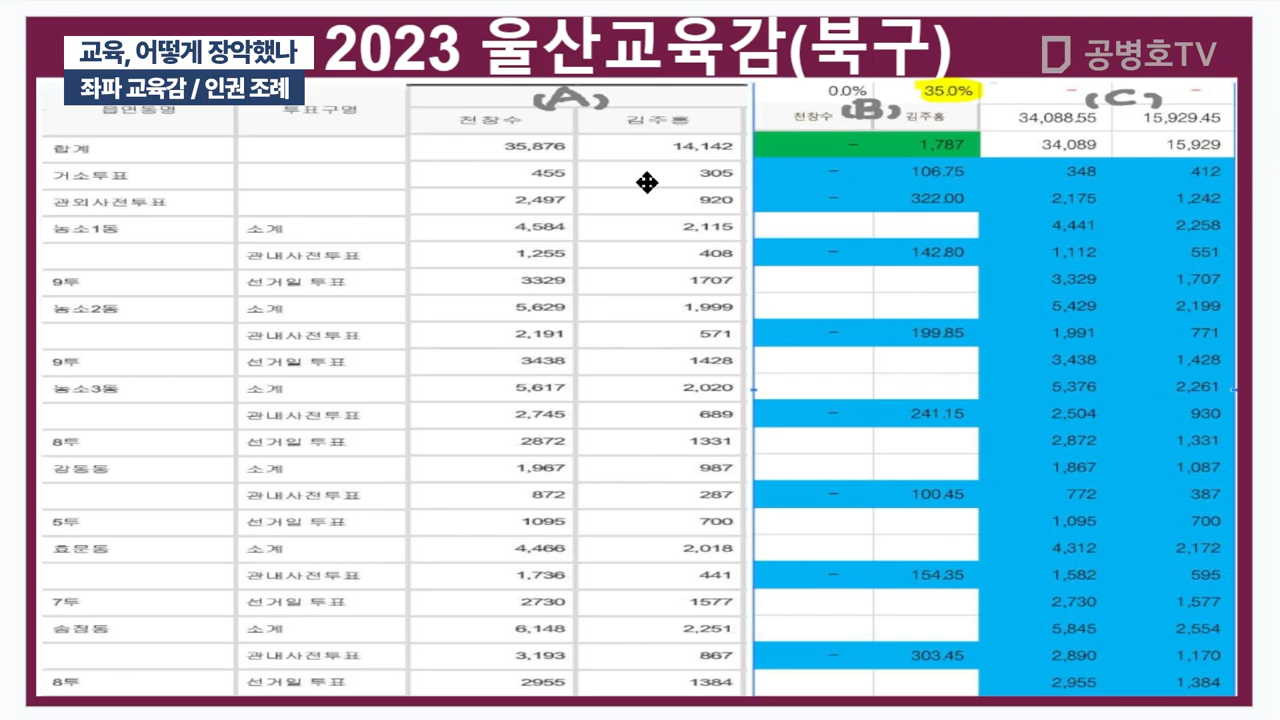 2023 울산교육감(북구)
교육, 어떻게 장악했나
좌파 교육감 / 인권 조례
공병호TV
(A) 0.0% 35.0% - (C) -
읍면동명 투표구명 천창수 김주홍 천창수 (B) 김주홍 34,088.55 15,929.45
합계 35,876 14,142 - 1,787 34,089 15,929
거소투표 455 305 - 106.75 348 412
관외사전투표 2,497 920 - 322.00 2,175 1,242
농소1동 소계 4,584 2,115 4,441 2,258
관내사전투표 1,255 408 - 142.80 1,112 551
9투 선거일 투표 3329 1707 3,329 1,707
농소2동 소계 5,629 1,999 5,429 2,199
관내사전투표 2,191 571 - 199.85 1,991 771
9투 선거일 투표 3438 1428 3,438 1,428
농소3동 소계 5,617 2,020 5,376 2,261
관내사전투표 2,745 689 - 241.15 2,504 930
8투 선거일 투표 2872 1331 2,872 1,331
강동동 소계 1,967 987 1,867 1,087
관내사전투표 872 287 - 100.45 772 387
5투 선거일 투표 1095 700 1,095 700
효문동 소계 4,466 2,018 4,312 2,172
관내사전투표 1,736 441 - 154.35 1,582 595
7투 선거일 투표 2730 1577 2,730 1,577
송정동 소계 6,148 2,251 5,845 2,554
관내사전투표 3,193 867 - 303.45 2,890 1,170
8투 선거일 투표 2955 1384 2,955 1,384